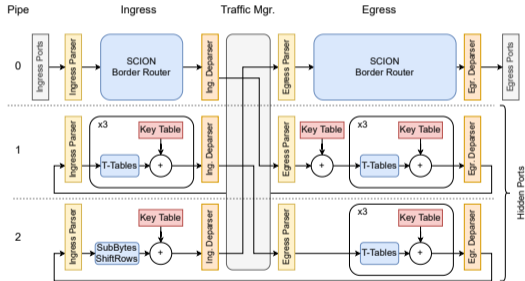 Pipe
Ingress
Traffic Mgr.
Egress
0
Ingress Ports
Ingress Parser
SCION
Border Router
Ing. Deparser
Egress Parser
SCION
Border Router
Egr. Deparser
Egress Ports
1
Ingress Parser
x3
Key Table
T-Tables
+
Ing. Deparser
Egress Parser
Key Table
+
x3
Key Table
T-Tables
+
Egr. Deparser
Hidden Ports
2
Ingress Parser
SubBytes
ShiftRows
Key Table
+
Ing. Deparser
Egress Parser
x3
Key Table
T-Tables
+
Egr. Deparser